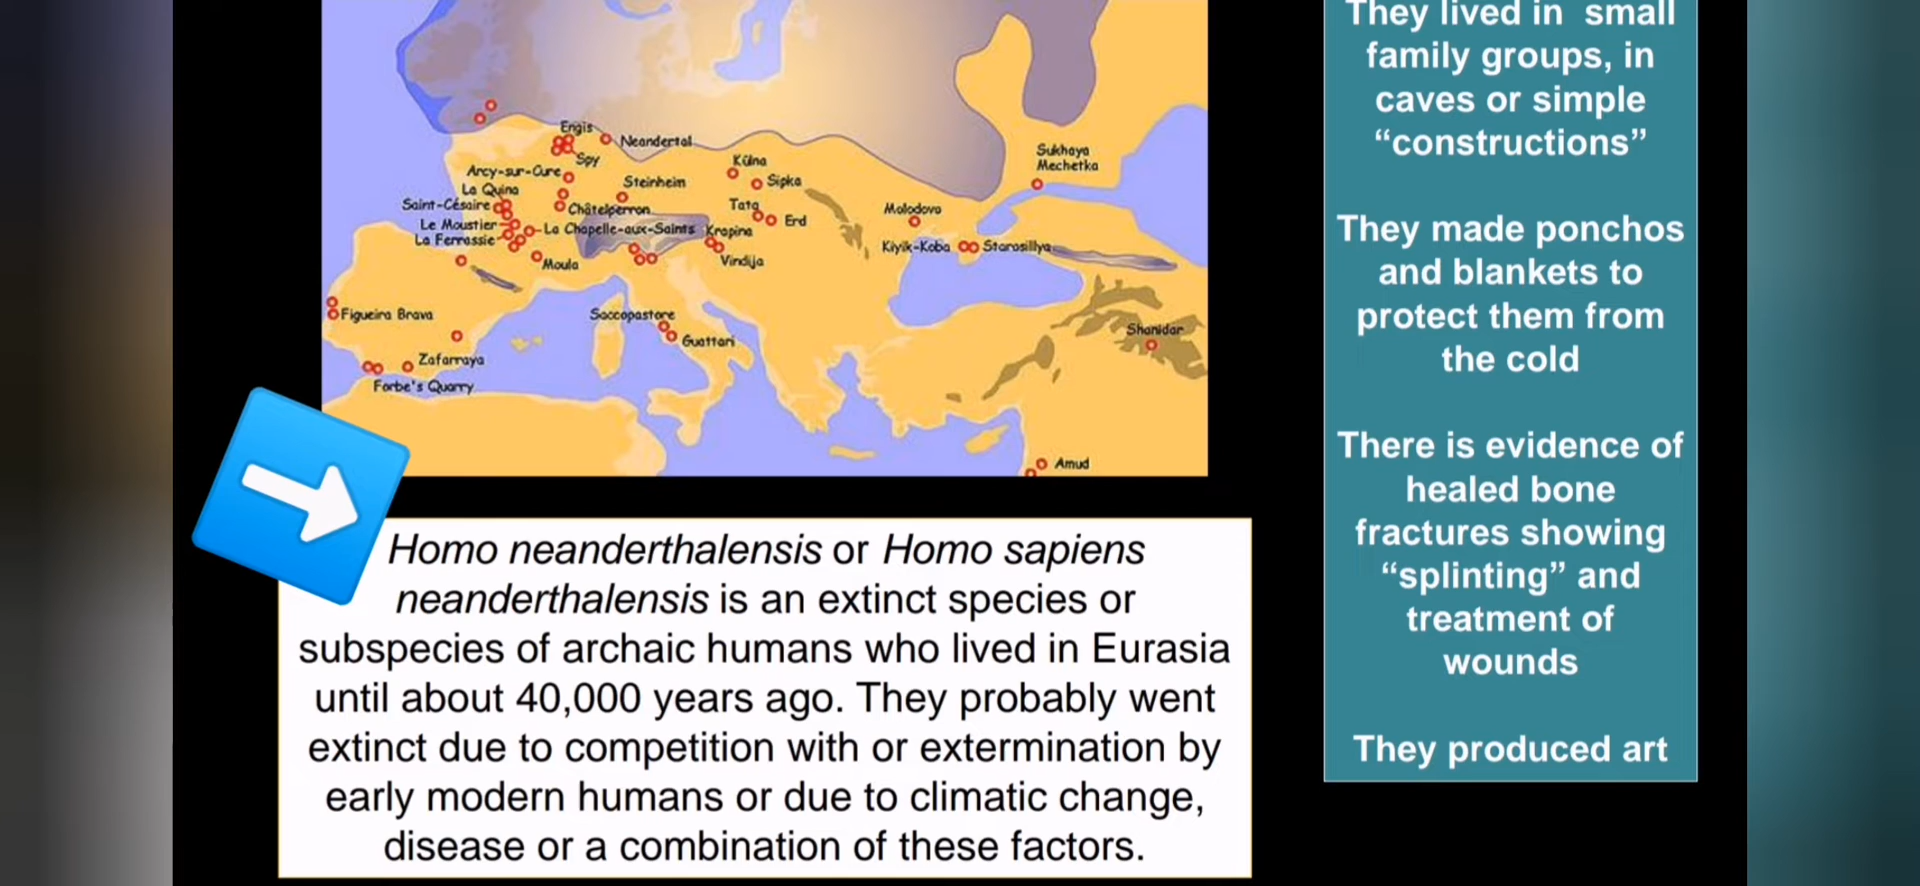 Engis
Neandertal
Spy
Arcy-sur-Cure
La Quina
Saint-Césaire
Châtelperron
Le Moustier
La Chapelle-aux-Saints
La Ferrassie
Moula
Steinheim
Külna
Sipka
Tata
Erd
Krapina
Vindija
Molodovo
Sukhaya
Mechetka
Kiyik-Koba
Starosillya
Figueira Brava
Saccopastore
Guattari
Shanidar
Zafarraya
Forbe's Quarry
Amud
Homo neanderthalensis or Homo sapiens
neanderthalensis is an extinct species or
subspecies of archaic humans who lived in Eurasia
until about 40,000 years ago. They probably went
extinct due to competition with or extermination by
early modern humans or due to climatic change,
disease or a combination of these factors.
They lived in small
family groups, in
caves or simple
“constructions”
They made ponchos
and blankets to
protect them from
the cold
There is evidence of
healed bone
fractures showing
“splinting” and
treatment of
wounds
They produced art